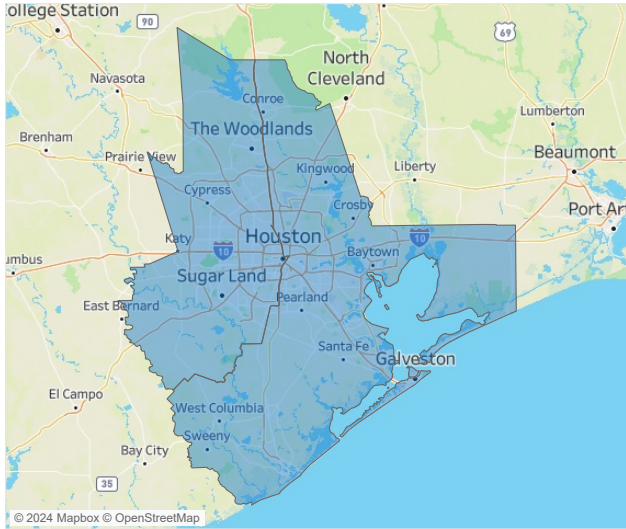 ollege Station
90
69
North
Cleveland
Navasota
Conroe
Lumberton
The Woodlands
Brenham
Beaumont
Prairie View
Kingwood
Liberty
Cypress
Crosby
Port Ar
Houston
Katy
10
10
umbus
Baytown
Sugar Land
East Bernard
Pearland
Santa Fe
Galveston
El Campo
West Columbia
Sweeny
Bay City
35
© 2024 Mapbox © OpenStreetMap